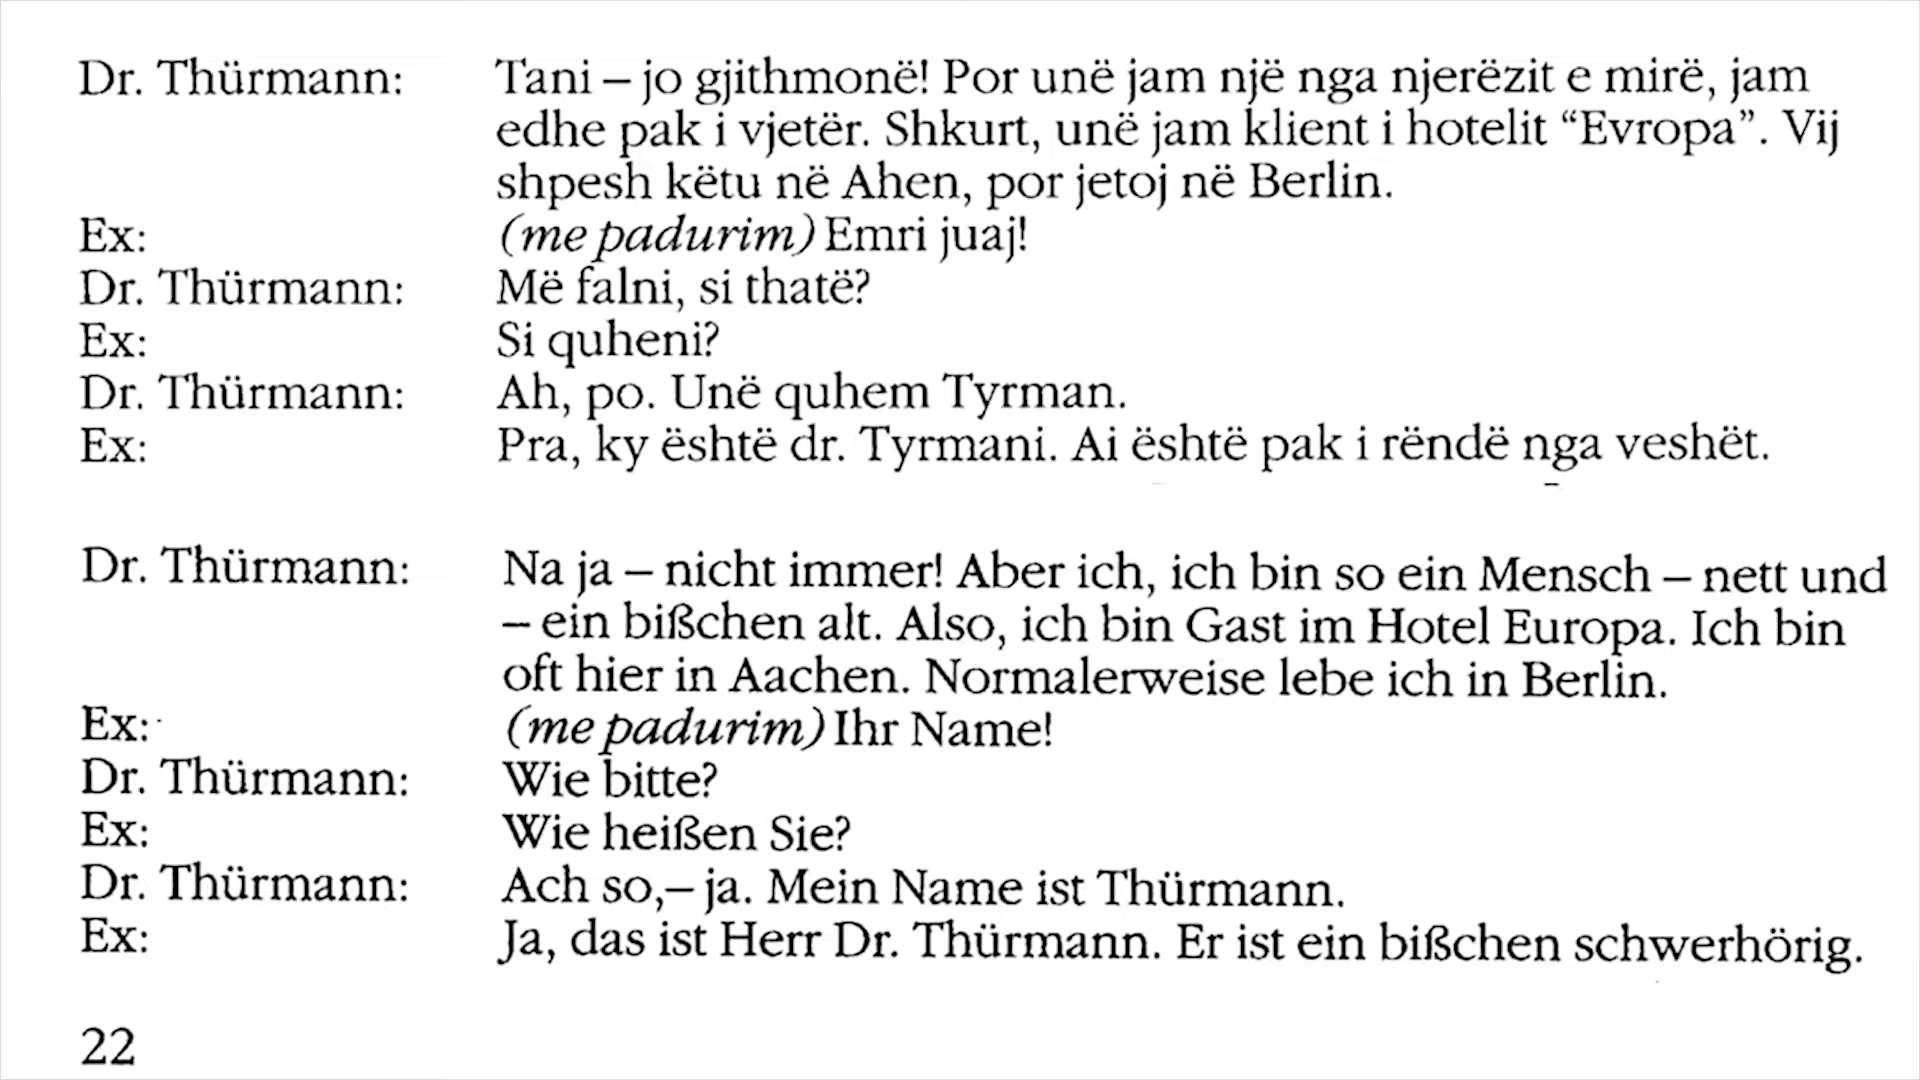 Dr. Thürmann: Tani – jo gjithmonë! Por unë jam një nga njerëzit e mirë, jam
edhe pak i vjetër. Shkurt, unë jam klient i hotelit “Evropa”. Vij
shpesh këtu në Ahen, por jetoj në Berlin.
Ex: (me padurim) Emri juaj!
Dr. Thürmann: Më falni, si thatë?
Ex: Si quheni?
Dr. Thürmann: Ah, po. Unë quhem Tyrman.
Ex: Pra, ky është dr. Tyrmani. Ai është pak i rëndë nga veshët.
Dr. Thürmann: Na ja – nicht immer! Aber ich, ich bin so ein Mensch – nett und
– ein bißchen alt. Also, ich bin Gast im Hotel Europa. Ich bin
oft hier in Aachen. Normalerweise lebe ich in Berlin.
Ex: (me padurim) Ihr Name!
Dr. Thürmann: Wie bitte?
Ex: Wie heißen Sie?
Dr. Thürmann: Ach so,– ja. Mein Name ist Thürmann.
Ex: Ja, das ist Herr Dr. Thürmann. Er ist ein bißchen schwerhörig.
22